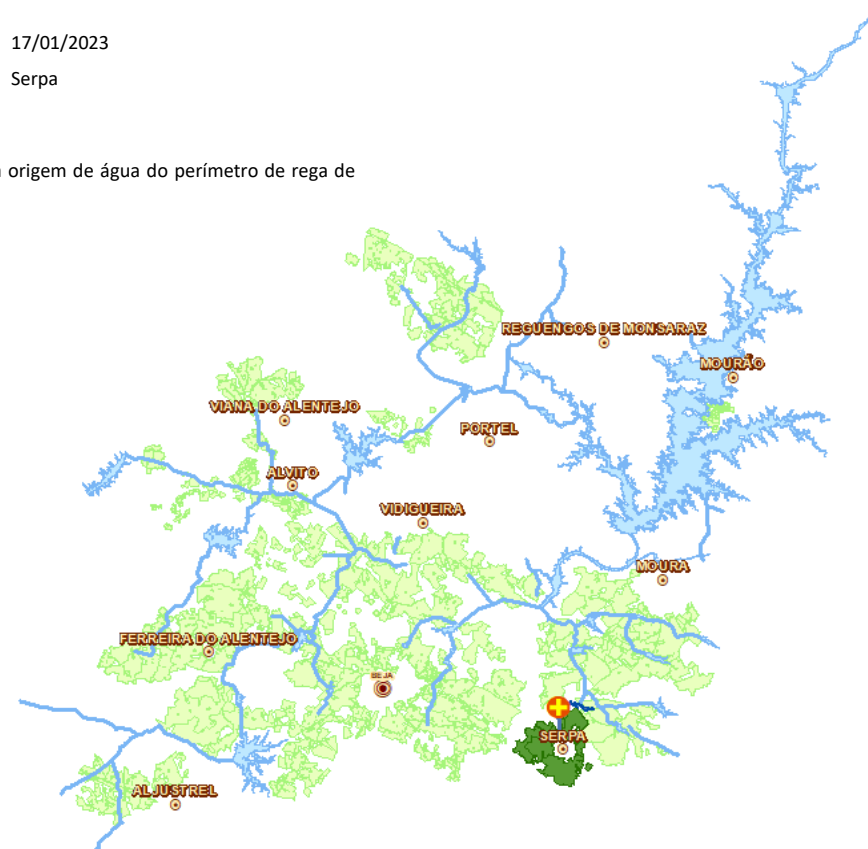 17/01/2023
Serpa
origem de água do perímetro de rega de
REGUENGOS DE MONSARAZ
MOURÃO
VIANA DO ALENTEJO
PORTEL
ALVITO
VIDIGUEIRA
MOURA
FERREIRA DO ALENTEJO
BEJA
SERPA
ALJUSTREL